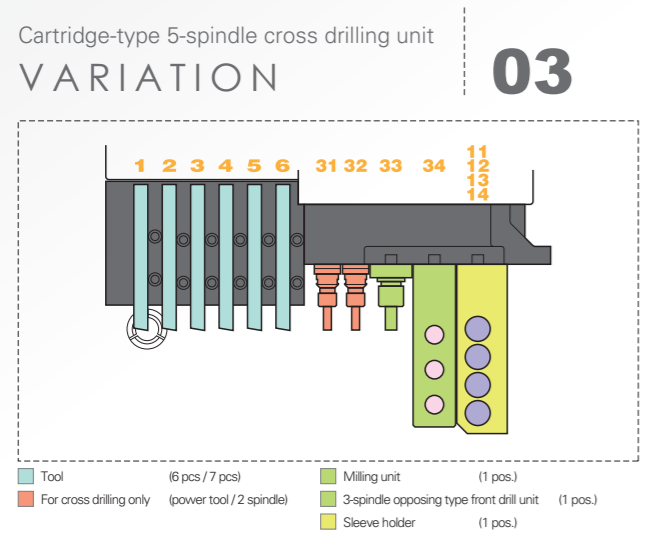 Cartridge-type 5-spindle cross drilling unit
VARIATION
03
1 2 3 4 5 6 31 32 33 34
11
12
13
14
Tool (6 pcs / 7 pcs)
For cross drilling only (power tool / 2 spindle)
Milling unit (1 pos.)
3-spindle opposing type front drill unit (1 pos.)
Sleeve holder (1 pos.)